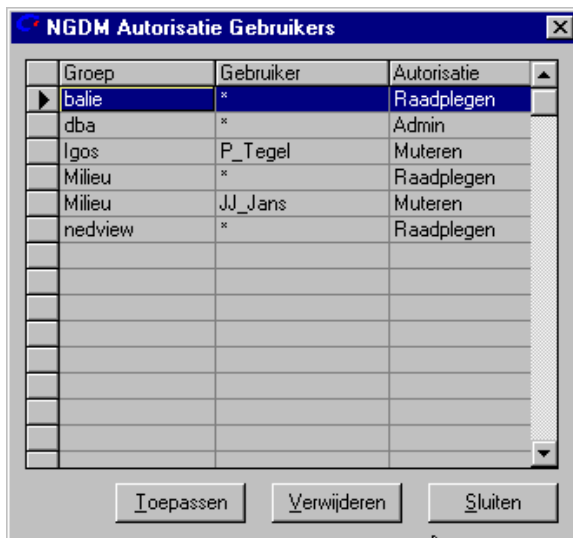 NGDM Autorisatie Gebruikers
Groep Gebruiker Autorisatie
balie * Raadplegen
dba * Admin
Igos P_Tegel Muteren
Milieu * Raadplegen
Milieu JJ_Jans Muteren
nedview * Raadplegen
Toepassen Verwijderen Sluiten